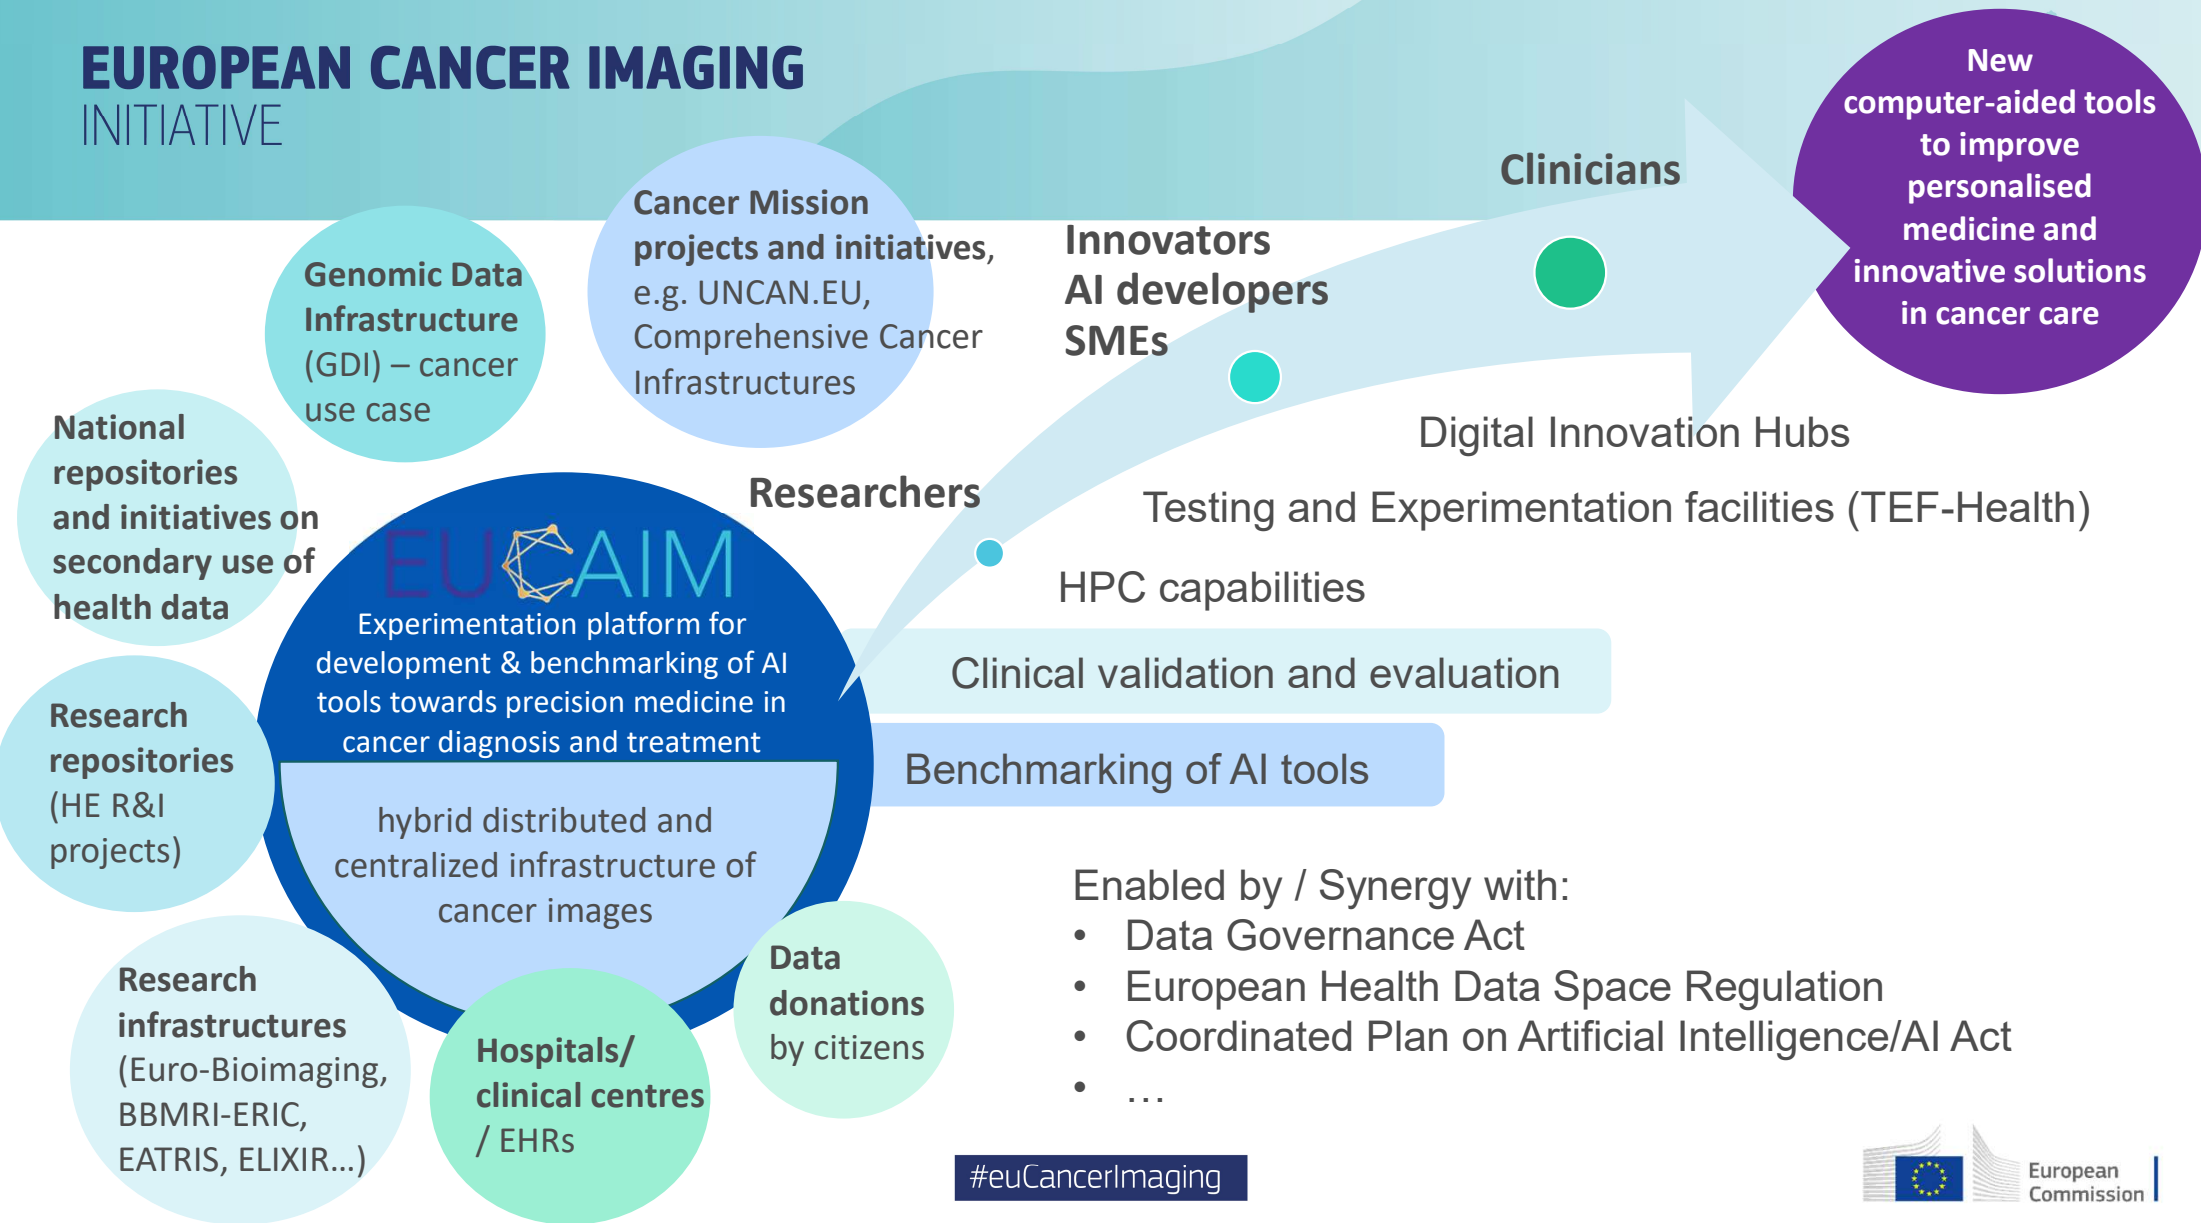 EUROPEAN CANCER IMAGING
INITIATIVE
New
computer-aided tools
to improve
personalised
medicine and
innovative solutions
in cancer care
Clinicians
Innovators
AI developers
SMEs
Researchers
Cancer Mission
projects and initiatives,
e.g. UNCAN.EU,
Comprehensive Cancer
Infrastructures
Genomic Data
Infrastructure
(GDI) – cancer
use case
National
repositories
and initiatives on
secondary use of
health data
Research
repositories
(HE R&I
projects)
Research
infrastructures
(Euro-Bioimaging,
BBMRI-ERIC,
EATRIS, ELIXIR…)
Hospitals/
clinical centres
/ EHRs
Data
donations
by citizens
EUCAIM
Experimentation platform for
development & benchmarking of AI
tools towards precision medicine in
cancer diagnosis and treatment
hybrid distributed and
centralized infrastructure of
cancer images
Digital Innovation Hubs
Testing and Experimentation facilities (TEF-Health)
HPC capabilities
Clinical validation and evaluation
Benchmarking of AI tools
Enabled by / Synergy with:
• Data Governance Act
• European Health Data Space Regulation
• Coordinated Plan on Artificial Intelligence/AI Act
• …
#euCancerImaging
European
Commission